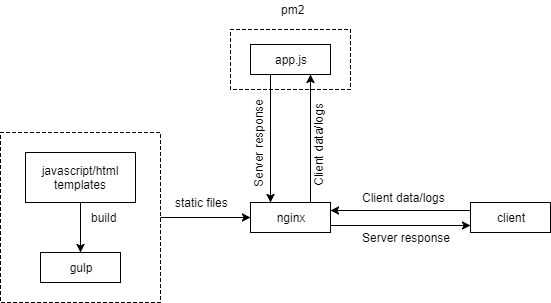 pm2
app.js
Server response
Client data/logs
javascript/html
templates
build
gulp
static files
nginx
Client data/logs
Server response
client